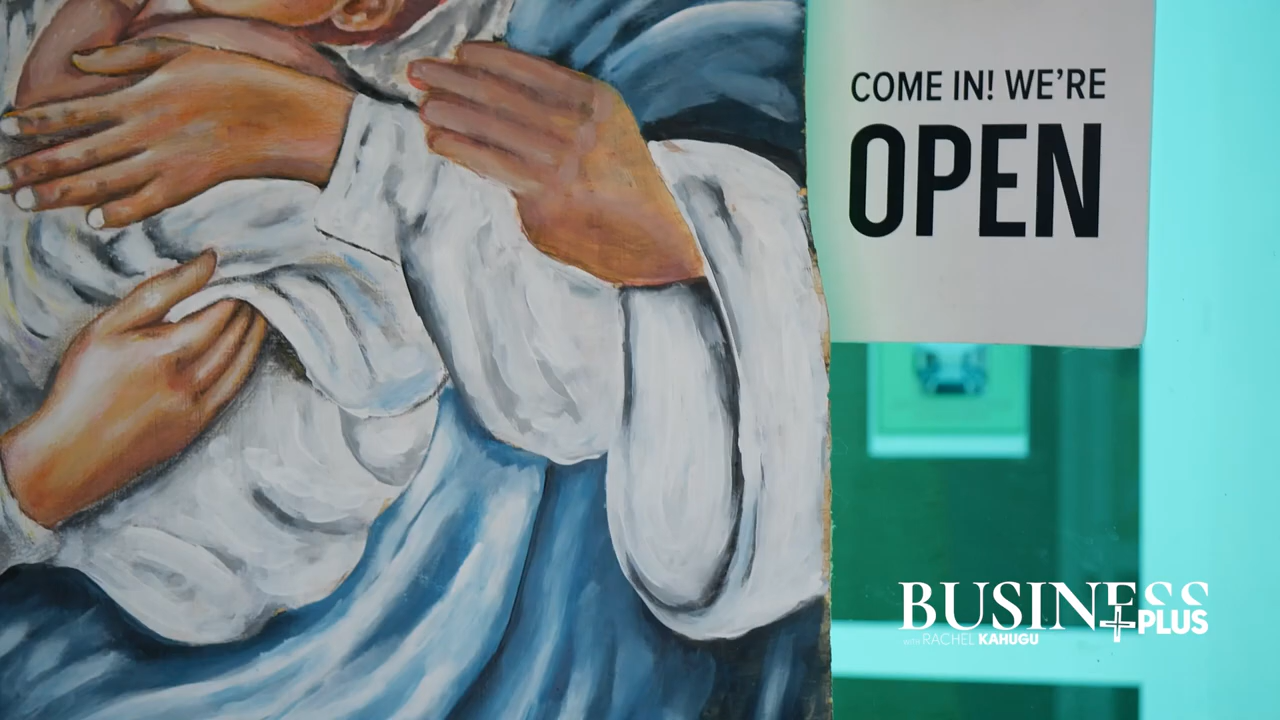 COME IN! WE'RE
OPEN
BUSINESS
PLUS
WITH RACHEL KAHUGU